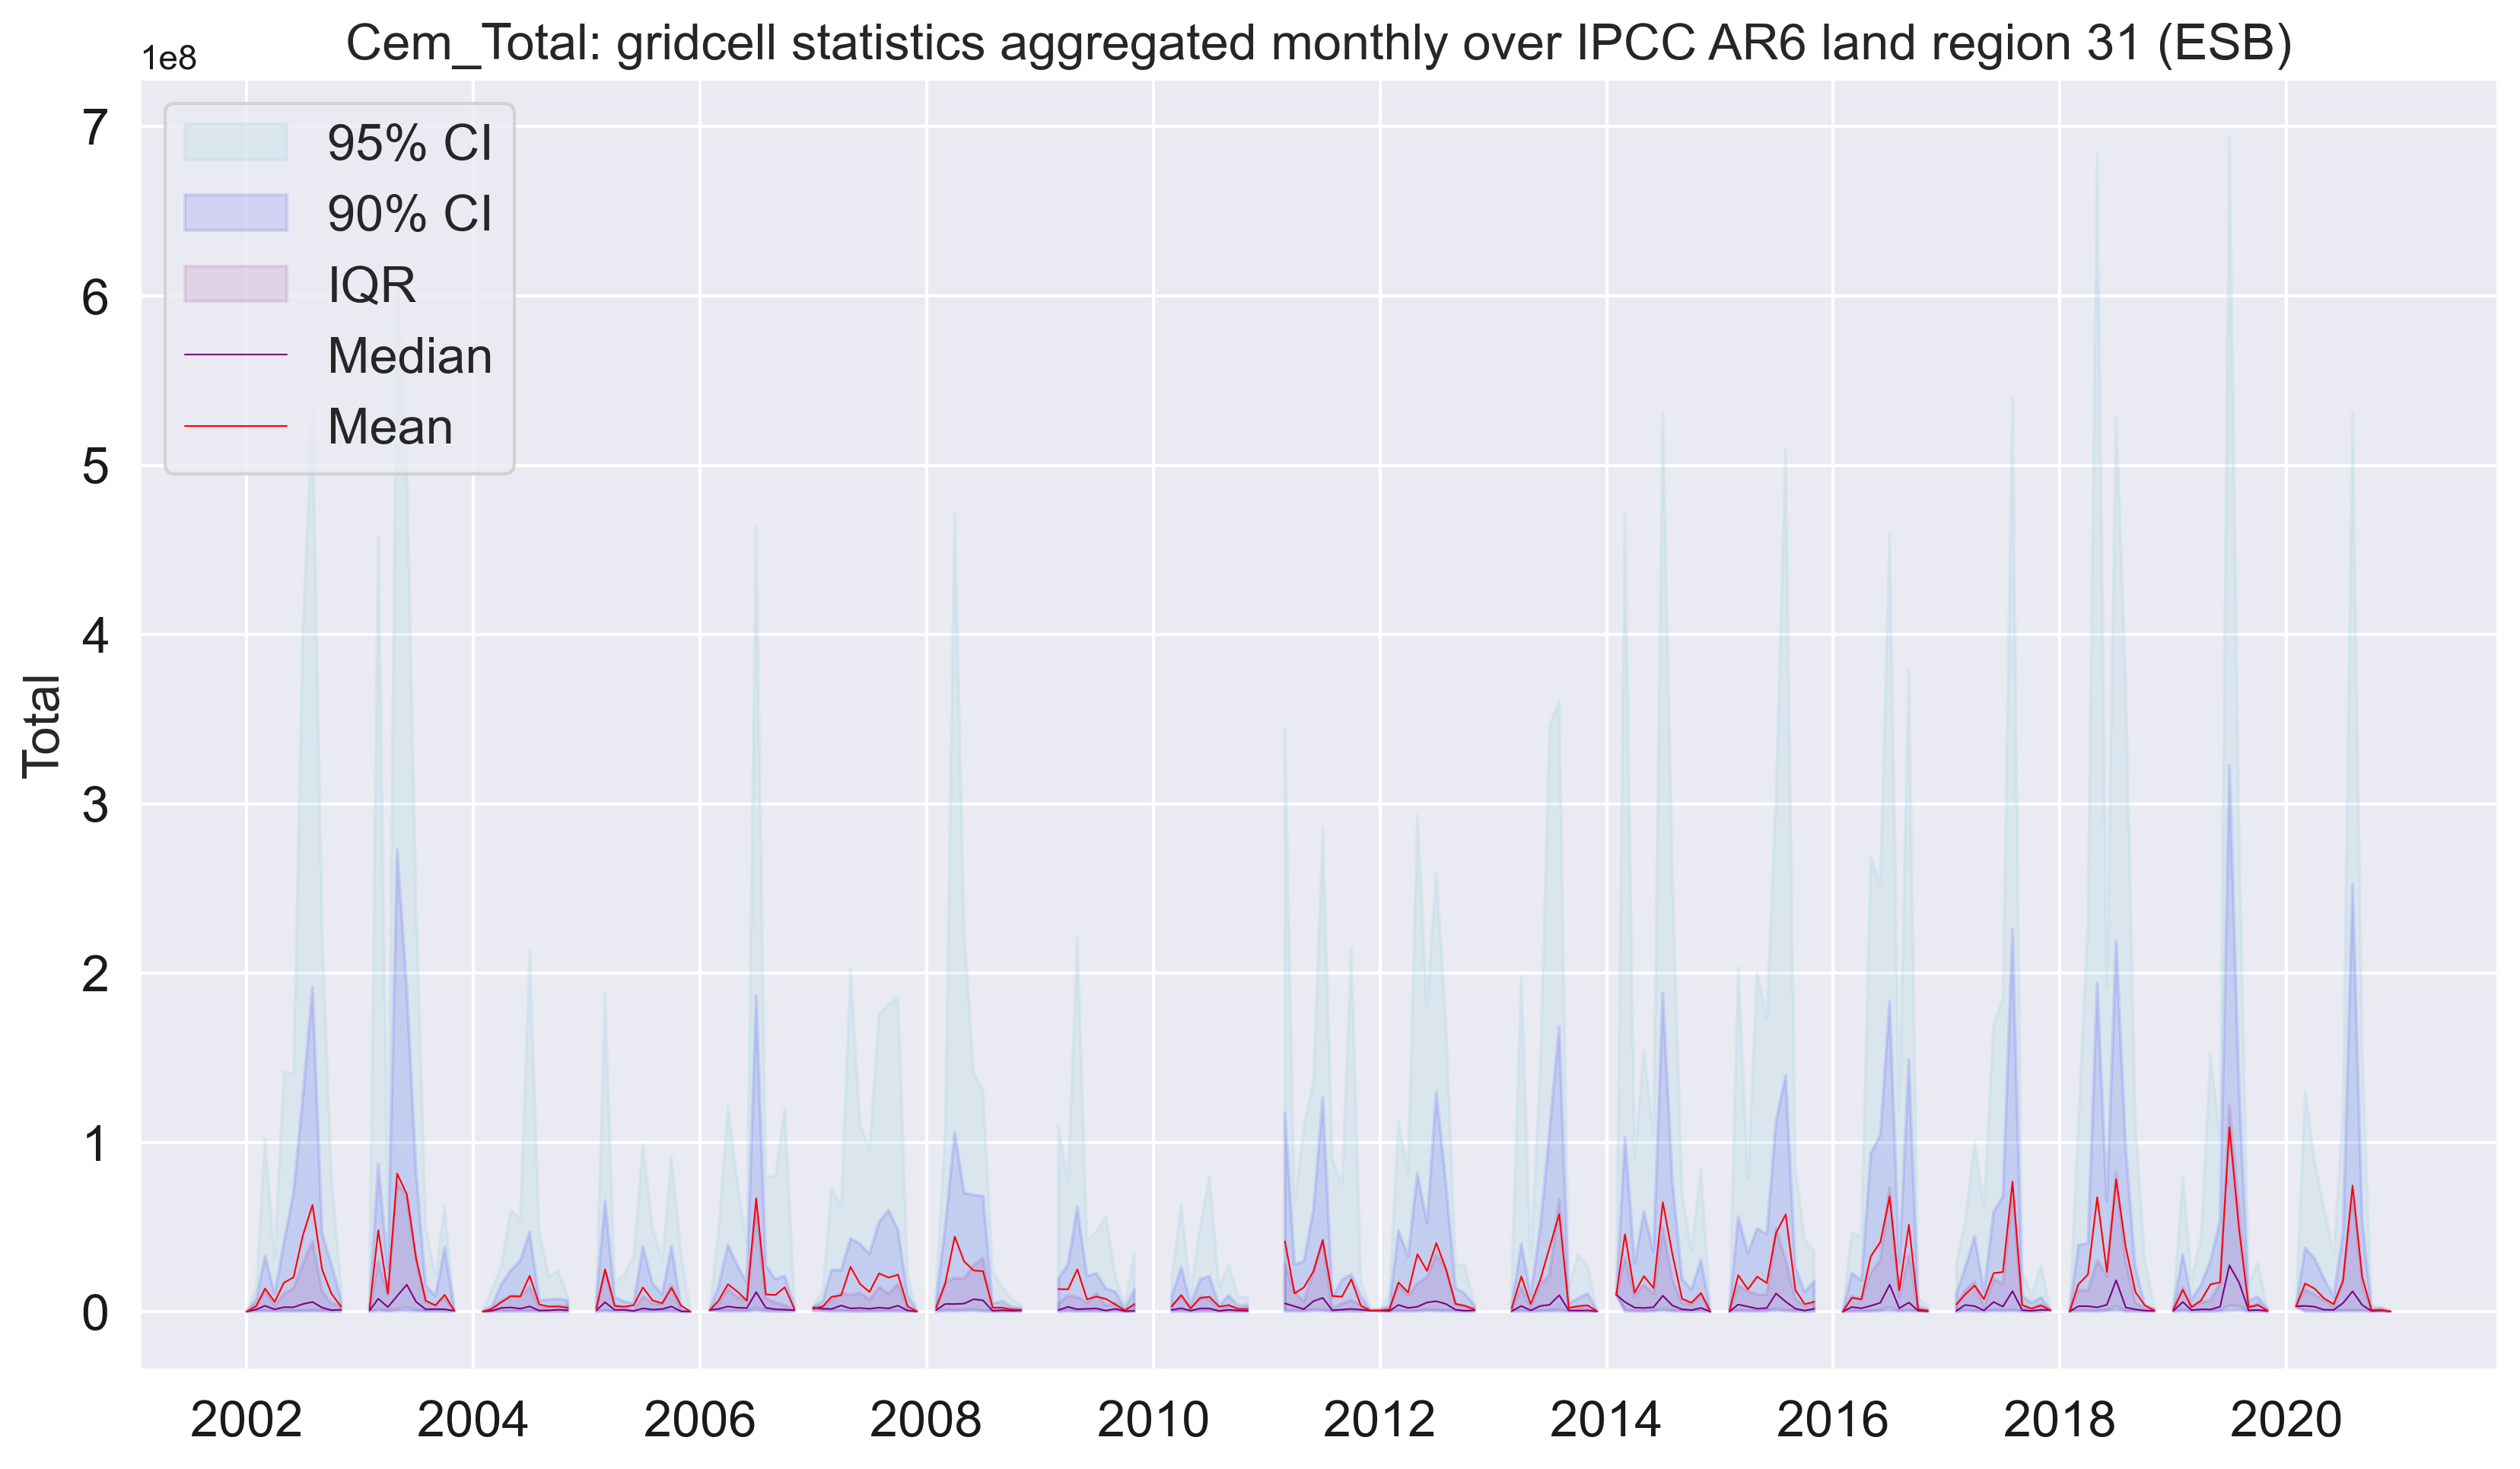 Cem_Total: gridcell statistics aggregated monthly over IPCC AR6 land region 31 (ESB)
1e8
7
6
5
4
3
2
1
0
Total
95% CI
90% CI
IQR
Median
Mean
2002 2004 2006 2008 2010 2012 2014 2016 2018 2020